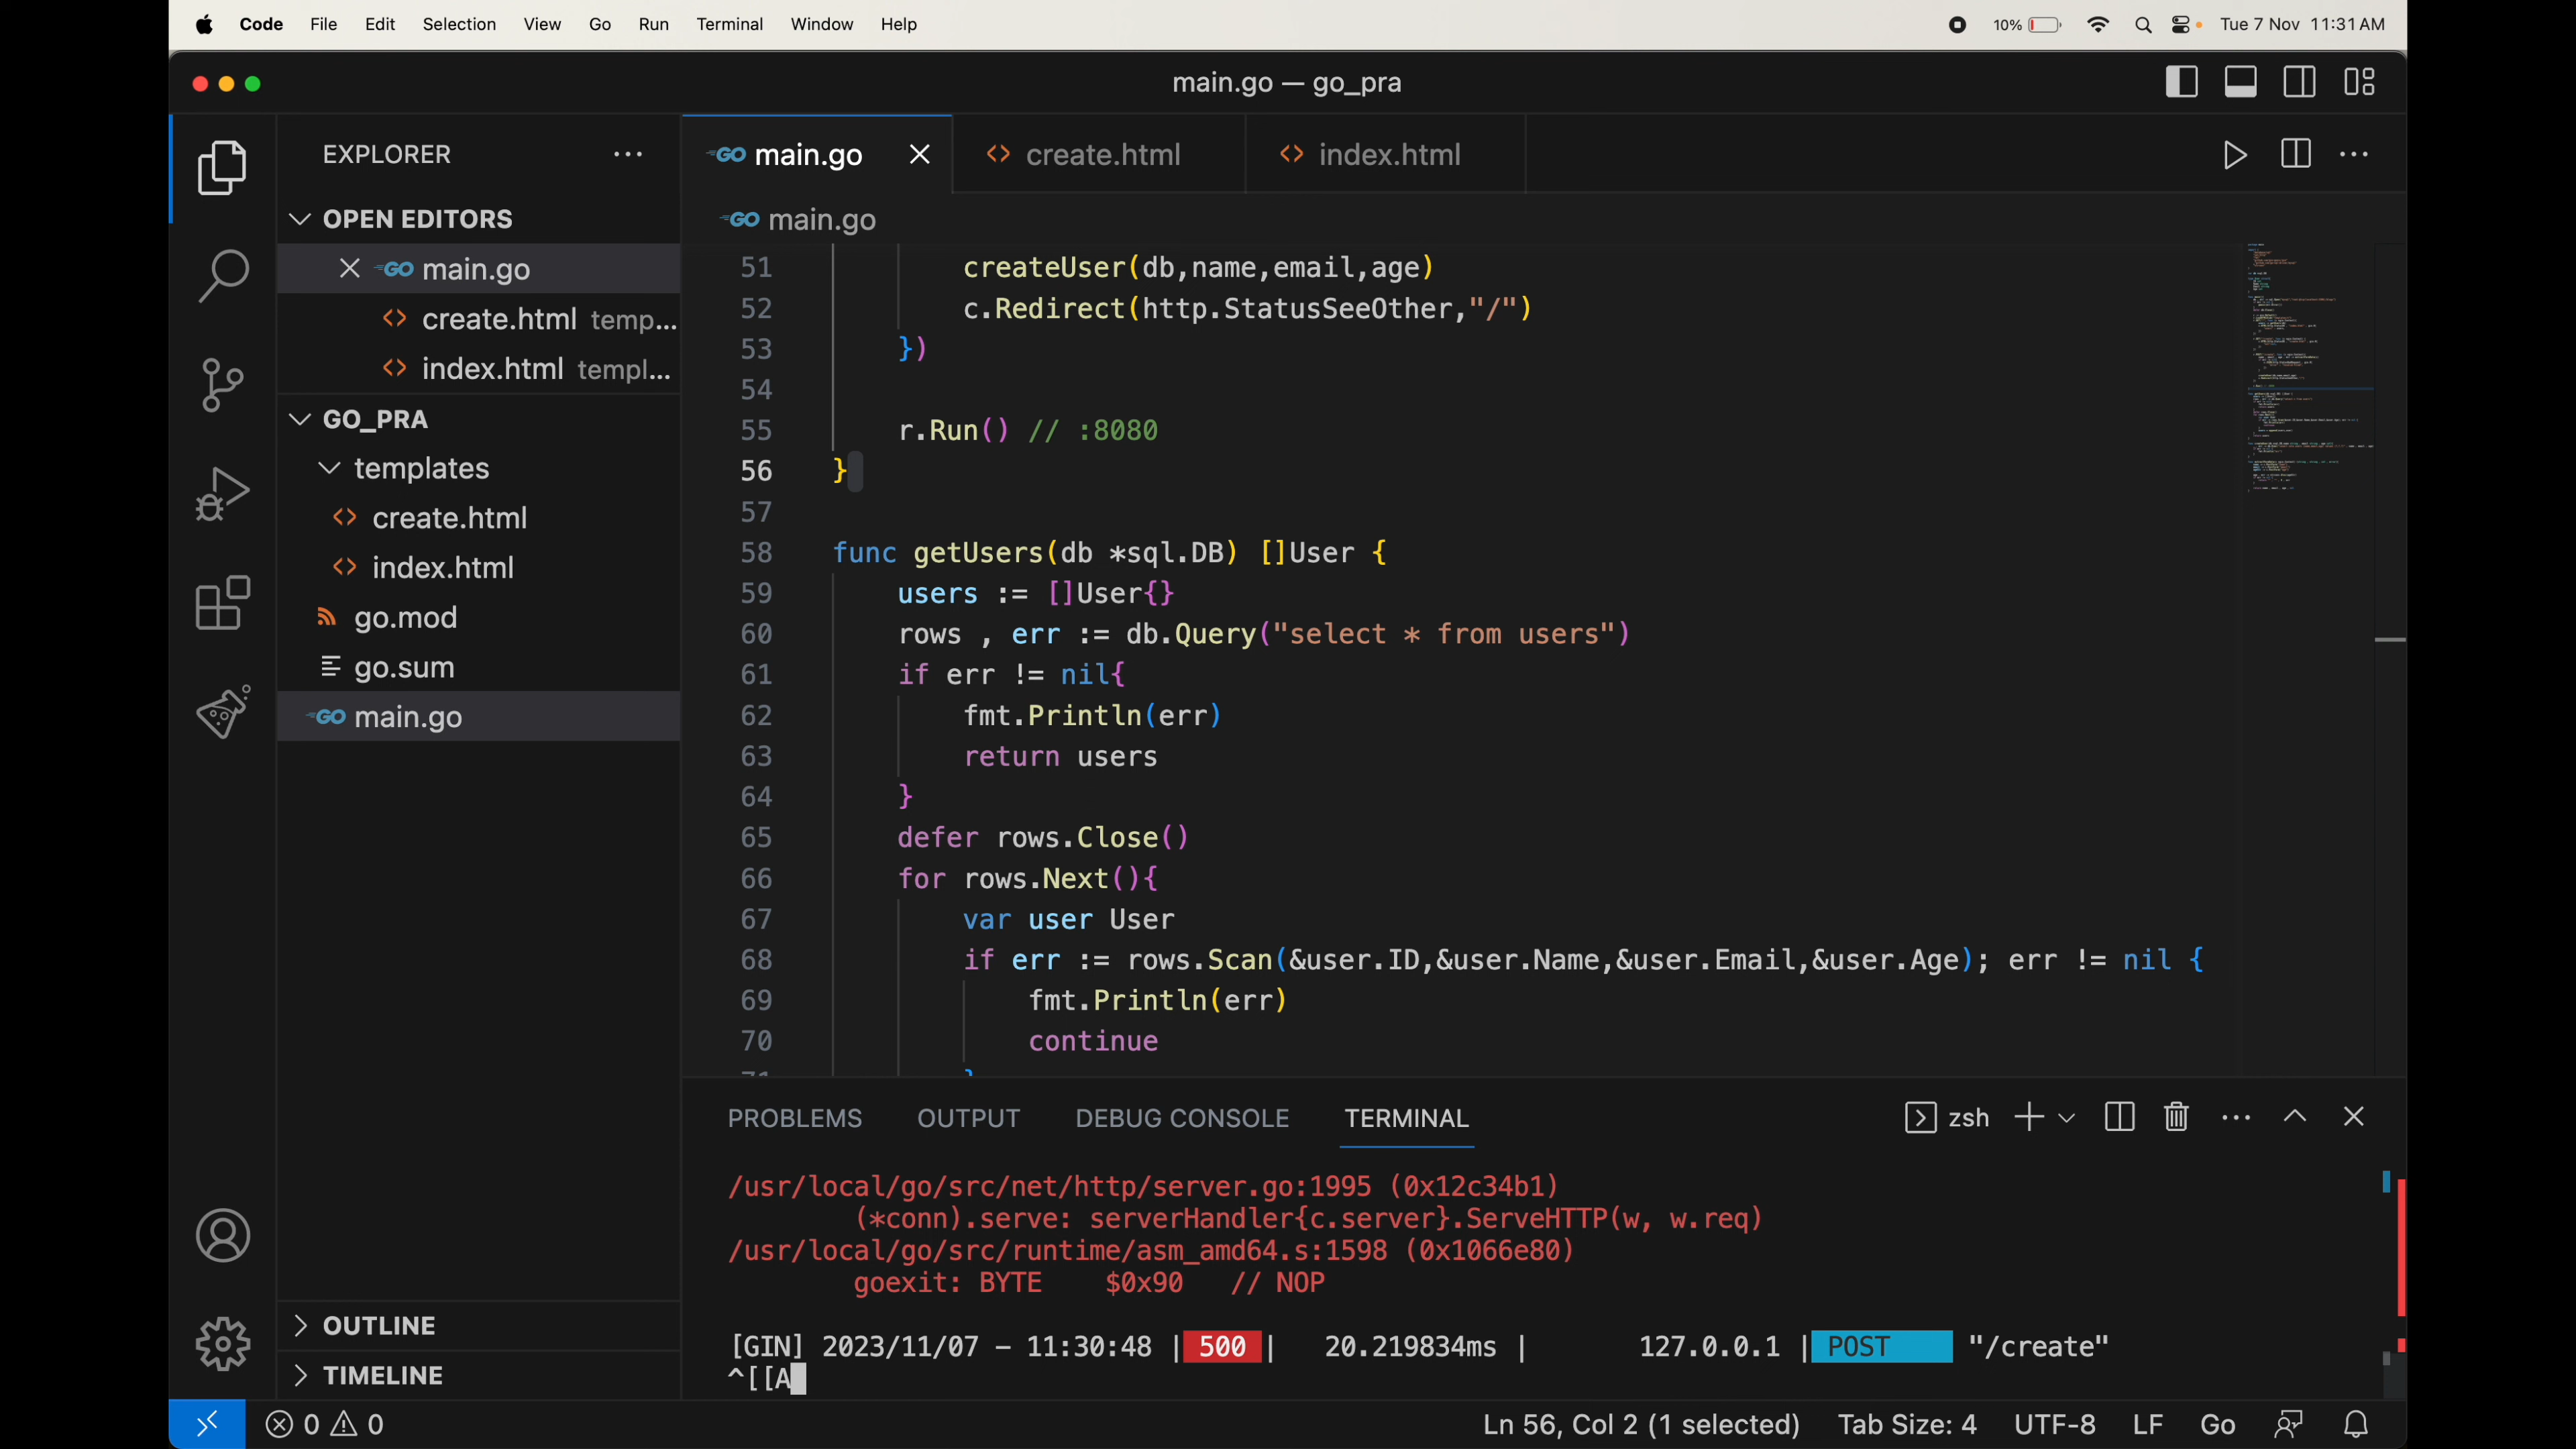 Code File Edit Selection View Go Run Terminal Window Help 10% Tue 7 Nov 11:31 AM
main.go — go_pra
EXPLORER
OPEN EDITORS
GO main.go
create.html temp...
index.html templ...
GO_PRA
templates
create.html
index.html
go.mod
go.sum
GO main.go
OUTLINE
TIMELINE
GO main.go create.html index.html
GO main.go
51 createUser(db,name,email,age)
52 c.Redirect(http.StatusSeeOther,"/")
53 })
54
55 r.Run() // :8080
56 }
57
58 func getUsers(db *sql.DB) []User {
59 users := []User{}
60 rows , err := db.Query("select * from users")
61 if err != nil{
62 fmt.Println(err)
63 return users
64 }
65 defer rows.Close()
66 for rows.Next(){
67 var user User
68 if err := rows.Scan(&user.ID,&user.Name,&user.Email,&user.Age); err != nil {
69 fmt.Println(err)
70 continue
PROBLEMS OUTPUT DEBUG CONSOLE TERMINAL zsh
/usr/local/go/src/net/http/server.go:1995 (0x12c34b1)
(*conn).serve: serverHandler{c.server}.ServeHTTP(w, w.req)
/usr/local/go/src/runtime/asm_amd64.s:1598 (0x1066e80)
goexit: BYTE $0x90 // NOP
[GIN] 2023/11/07 – 11:30:48 | 500 | 20.219834ms | 127.0.0.1 | POST "/create"
^[[A
0 0 Ln 56, Col 2 (1 selected) Tab Size: 4 UTF-8 LF Go